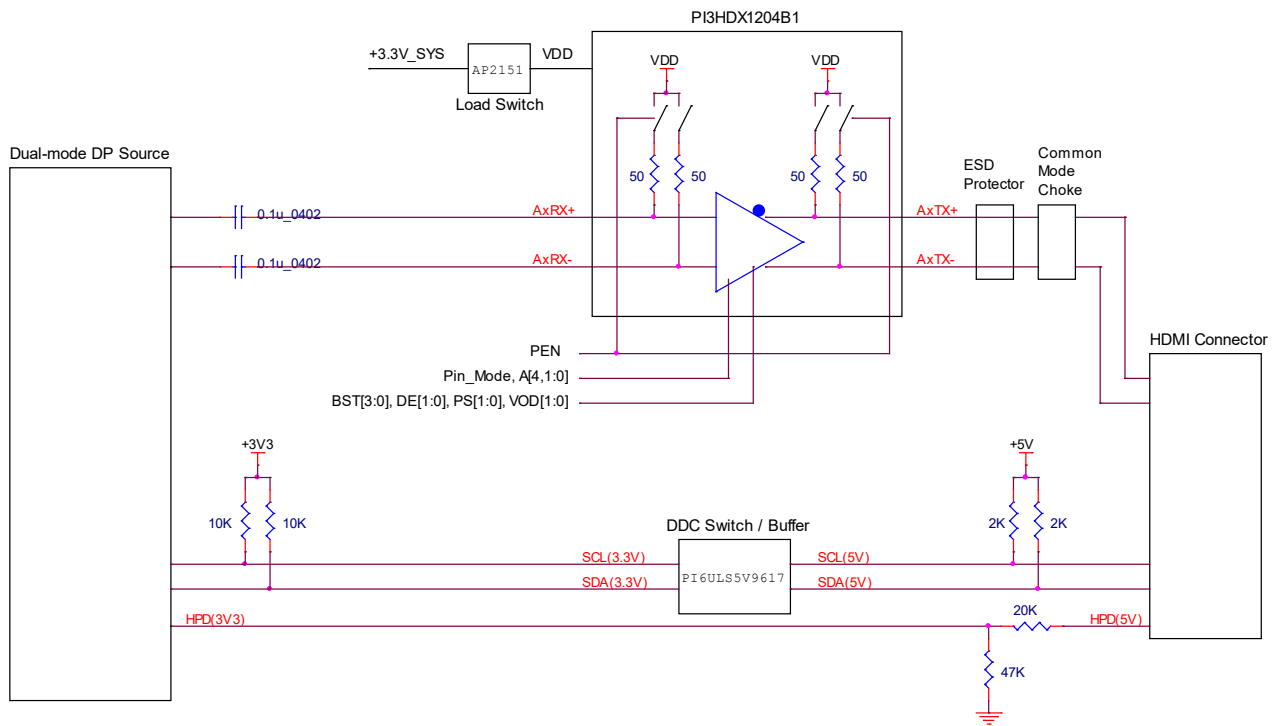 PI3HDX1204B1
+3.3V_SYS
VDD
AP2151
Load Switch
VDD
VDD
Dual-mode DP Source
50
50
50
50
ESD
Protector
Common
Mode
Choke
0.1u_0402
AxRX+
AxTX+
0.1u_0402
AxRX-
AxTX-
PEN
Pin_Mode, A[4,1:0]
BST[3:0], DE[1:0], PS[1:0], VOD[1:0]
HDMI Connector
+3V3
+5V
10K
10K
2K
2K
DDC Switch / Buffer
PI6ULS5V9617
SCL(3.3V)
SCL(5V)
SDA(3.3V)
SDA(5V)
HPD(3V3)
20K
HPD(5V)
47K